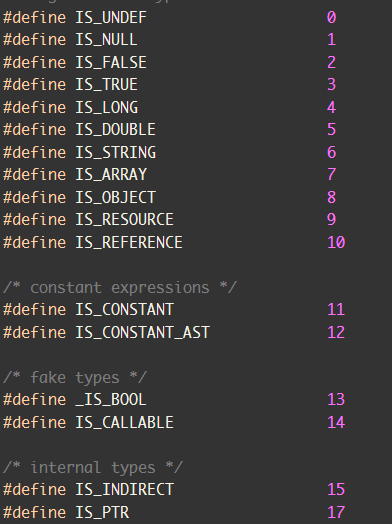 #define IS_UNDEF 0
#define IS_NULL 1
#define IS_FALSE 2
#define IS_TRUE 3
#define IS_LONG 4
#define IS_DOUBLE 5
#define IS_STRING 6
#define IS_ARRAY 7
#define IS_OBJECT 8
#define IS_RESOURCE 9
#define IS_REFERENCE 10
/* constant expressions */
#define IS_CONSTANT 11
#define IS_CONSTANT_AST 12
/* fake types */
#define _IS_BOOL 13
#define IS_CALLABLE 14
/* internal types */
#define IS_INDIRECT 15
#define IS_PTR 17